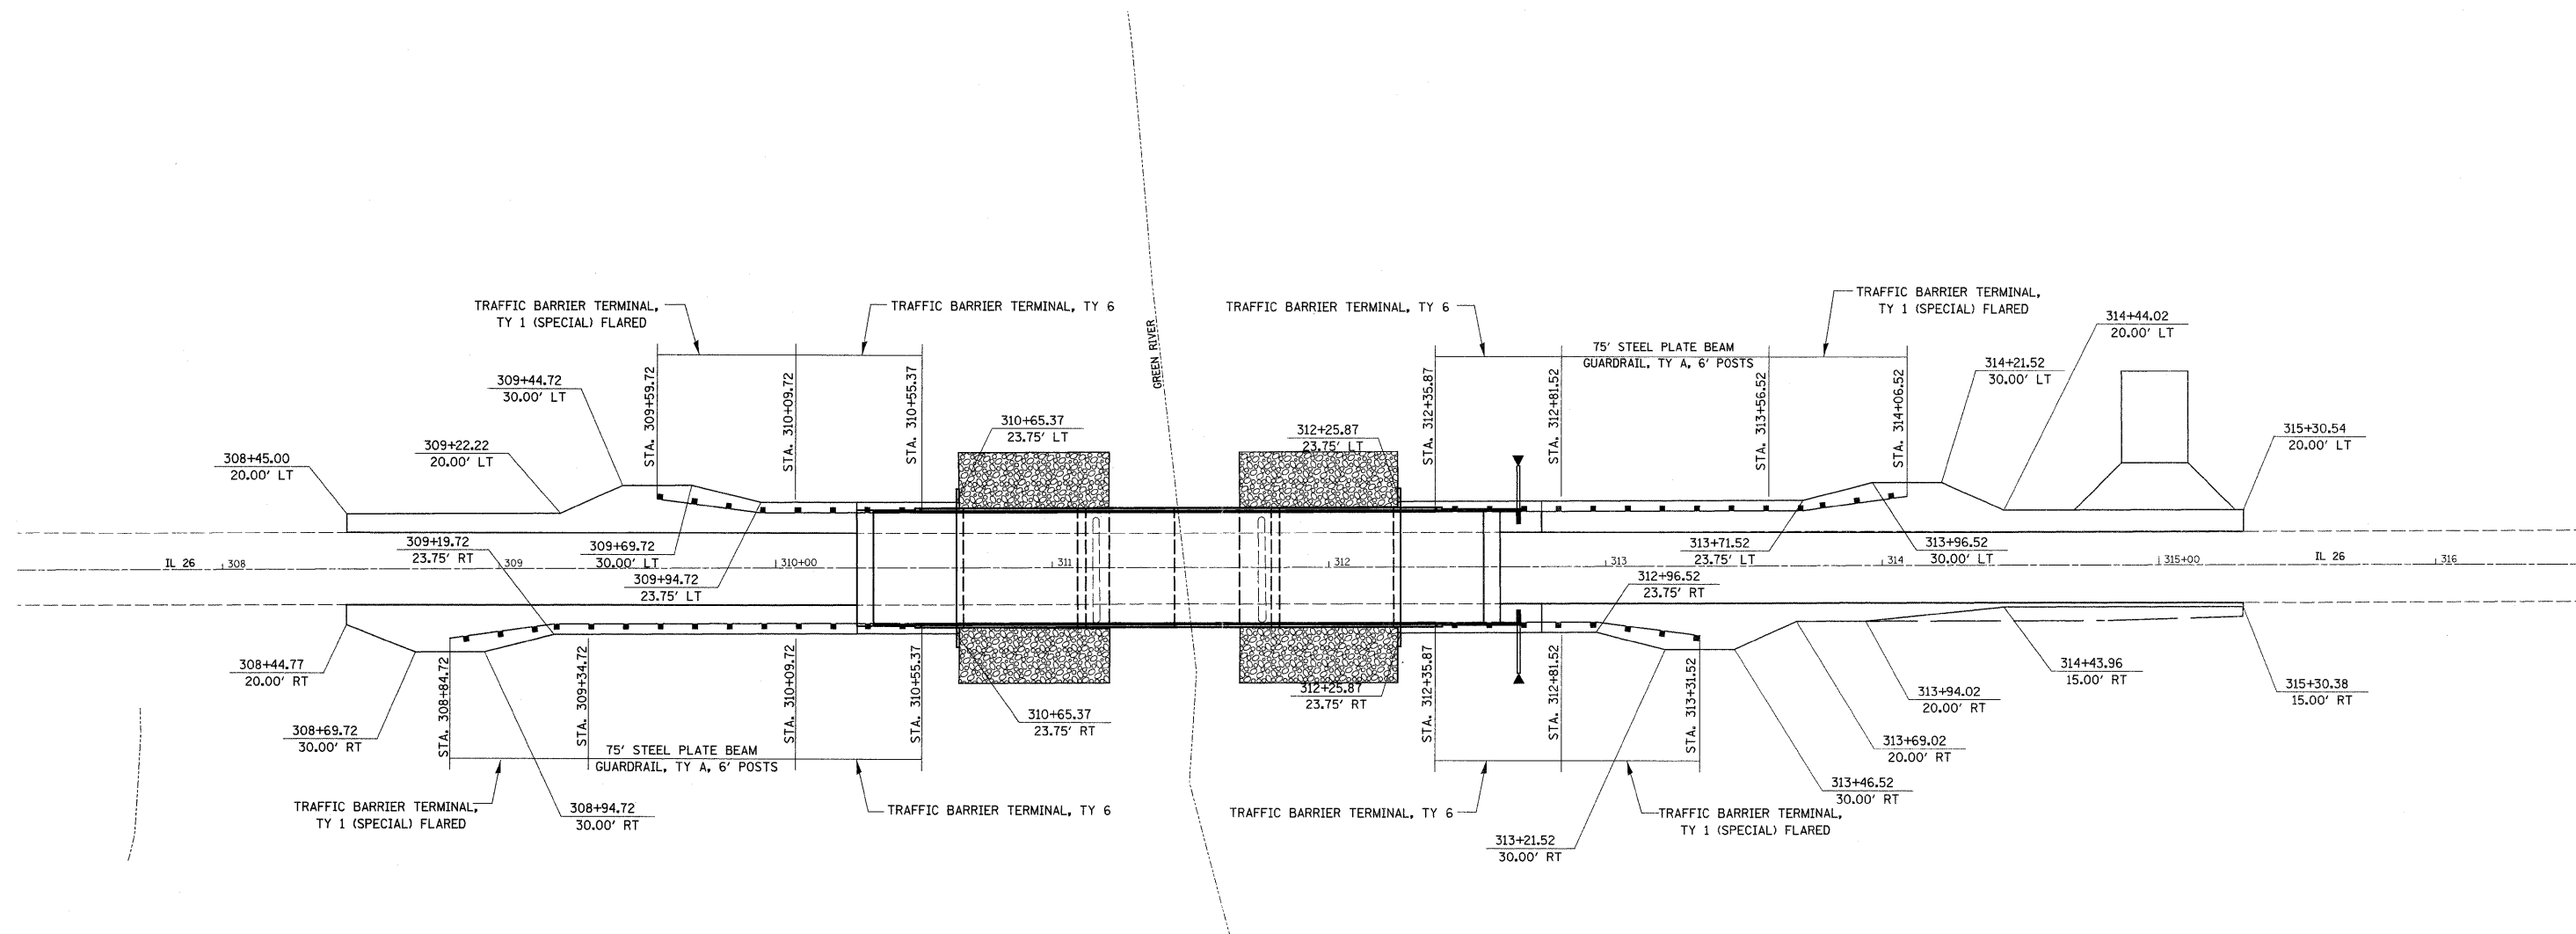 TRAFFIC BARRIER TERMINAL,
TY 1 (SPECIAL) FLARED
TRAFFIC BARRIER TERMINAL, TY 6
TRAFFIC BARRIER TERMINAL, TY 6
TRAFFIC BARRIER TERMINAL,
TY 1 (SPECIAL) FLARED
75' STEEL PLATE BEAM
GUARDRAIL, TY A, 6' POSTS
GREEN RIVER
308+45.00
20.00' LT
309+22.22
20.00' LT
309+44.72
30.00' LT
STA. 309+59.72
STA. 310+09.72
STA. 310+55.37
310+65.37
23.75' LT
312+25.87
23.75' LT
STA. 312+35.87
STA. 312+81.52
STA. 313+56.52
STA. 314+06.52
314+21.52
30.00' LT
314+44.02
20.00' LT
315+30.54
20.00' LT
309+19.72
23.75' RT
309+69.72
30.00' LT
309+94.72
23.75' LT
313+71.52
23.75' LT
313+96.52
30.00' LT
312+96.52
23.75' RT
IL 26
308
309
310+00
311
312
313
314
315+00
IL 26
316
308+44.77
20.00' RT
308+69.72
30.00' RT
STA. 308+84.72
STA. 309+34.72
STA. 310+09.72
STA. 310+55.37
310+65.37
23.75' RT
312+25.87
23.75' RT
STA. 312+35.87
STA. 312+81.52
STA. 313+31.52
314+43.96
15.00' RT
315+30.38
15.00' RT
313+94.02
20.00' RT
313+69.02
20.00' RT
313+46.52
30.00' RT
75' STEEL PLATE BEAM
GUARDRAIL, TY A, 6' POSTS
TRAFFIC BARRIER TERMINAL,
TY 1 (SPECIAL) FLARED
308+94.72
30.00' RT
TRAFFIC BARRIER TERMINAL, TY 6
TRAFFIC BARRIER TERMINAL, TY 6
TRAFFIC BARRIER TERMINAL,
TY 1 (SPECIAL) FLARED
313+21.52
30.00' RT